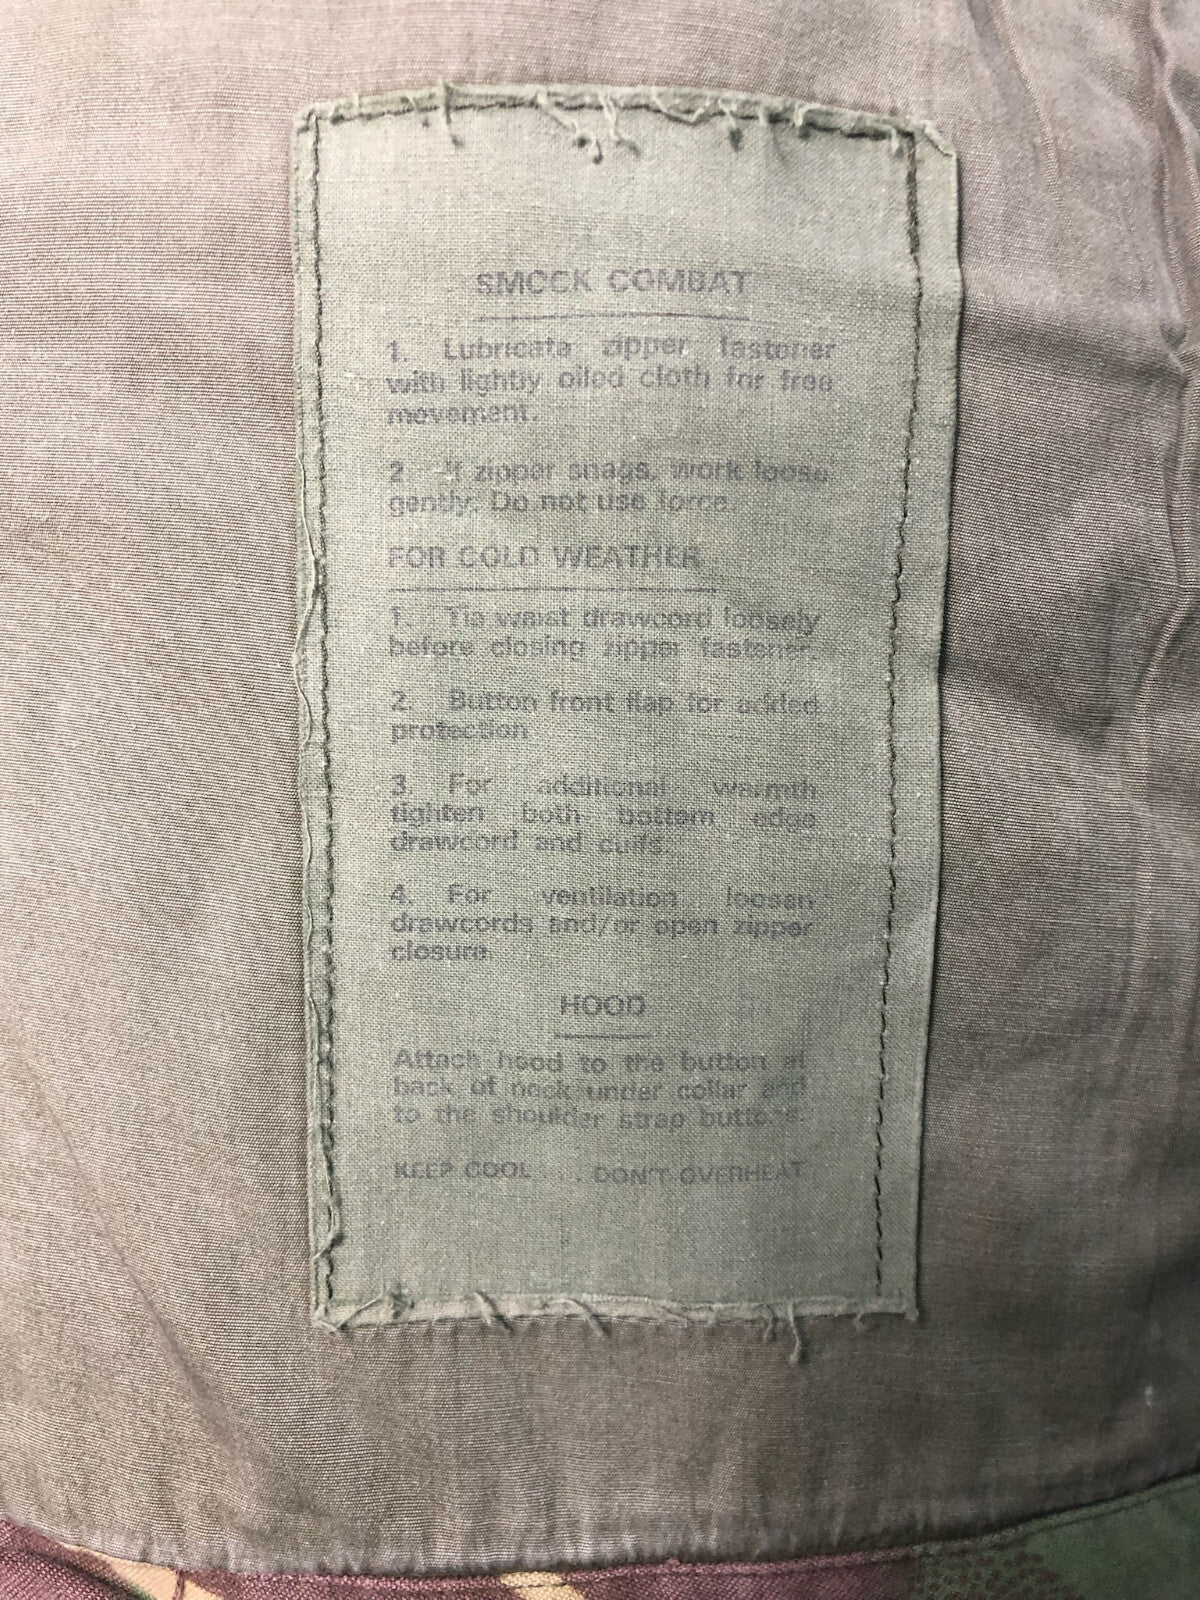 SMOCK COMBAT
1. Lubricate zipper fastener
with lightly oiled cloth for free
movement.
2. If zipper snags, work loose
gently. Do not use force.
FOR COLD WEATHER
1. Tie waist drawcord loosely
before closing zipper fastener.
2. Button front flap for added
protection
3. For additional warmth
tighten both bottom edge
drawcord and cuffs.
4. For ventilation loosen
drawcords and/or open zipper
closure.
HOOD
Attach hood to the button at
back of neck under collar and
to the shoulder strap buttons.
KEEP COOL ... DON'T OVERHEAT